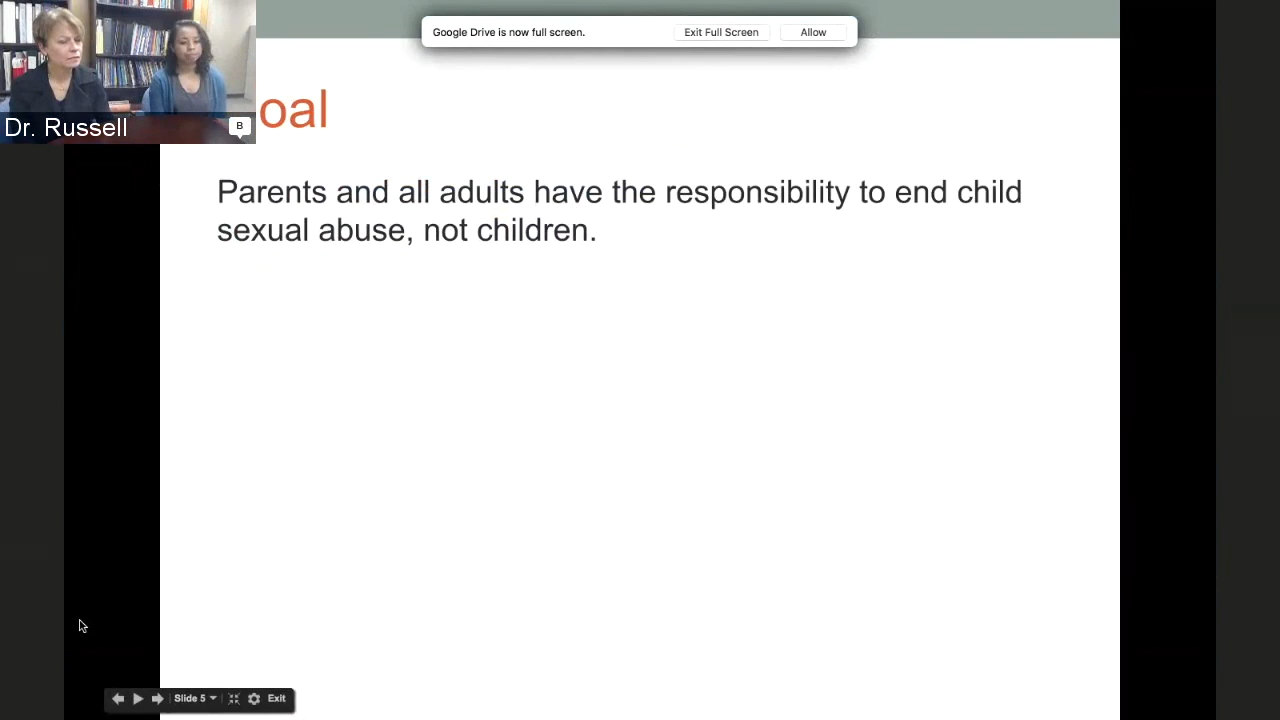 Google Drive is now full screen.
Exit Full Screen
Allow
Dr. Russell
B
oal
Parents and all adults have the responsibility to end child
sexual abuse, not children.
Slide 5
Exit